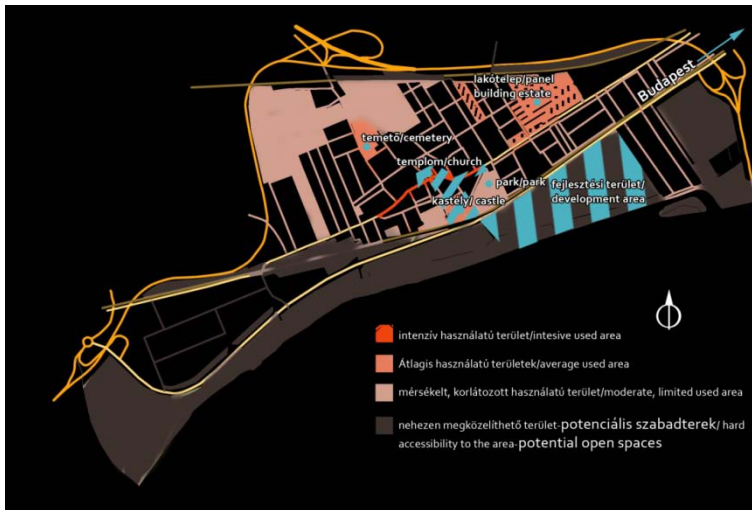 Budapest
lakótelep/panel
building estate
temető/cemetery
templom/church
park/park
kastély/ castle
fejlesztési terület/
development area
intenzív használatú terület/intesive used area
Átlagis használatú területek/average used area
mérsékelt, korlátozott használatú terület/moderate, limited used area
nehezen megközelíthető terület-potenciális szabadterek/ hard
accessibility to the area-potential open spaces